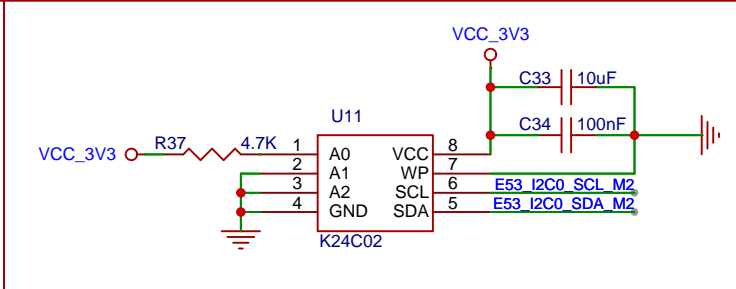 VCC_3V3
C33 10uF
U11
C34 100nF
R37 4.7K
VCC_3V3
1 A0 VCC 8
2 A1 WP 7
3 A2 SCL 6 E53_I2C0_SCL_M2
4 GND SDA 5 E53_I2C0_SDA_M2
K24C02